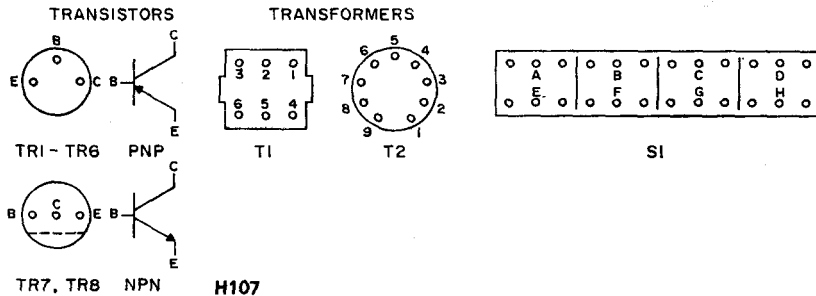 TRANSISTORS
TRANSFORMERS
B
E
C
B
C
E
TR1 - TR6 PNP
3 2 1
6 5 4
T1
5
6 4
7 3
8 2
9 1
T2
A B C D
E F G H
S1
B
C
E
B
C
E
TR7, TR8 NPN
H107